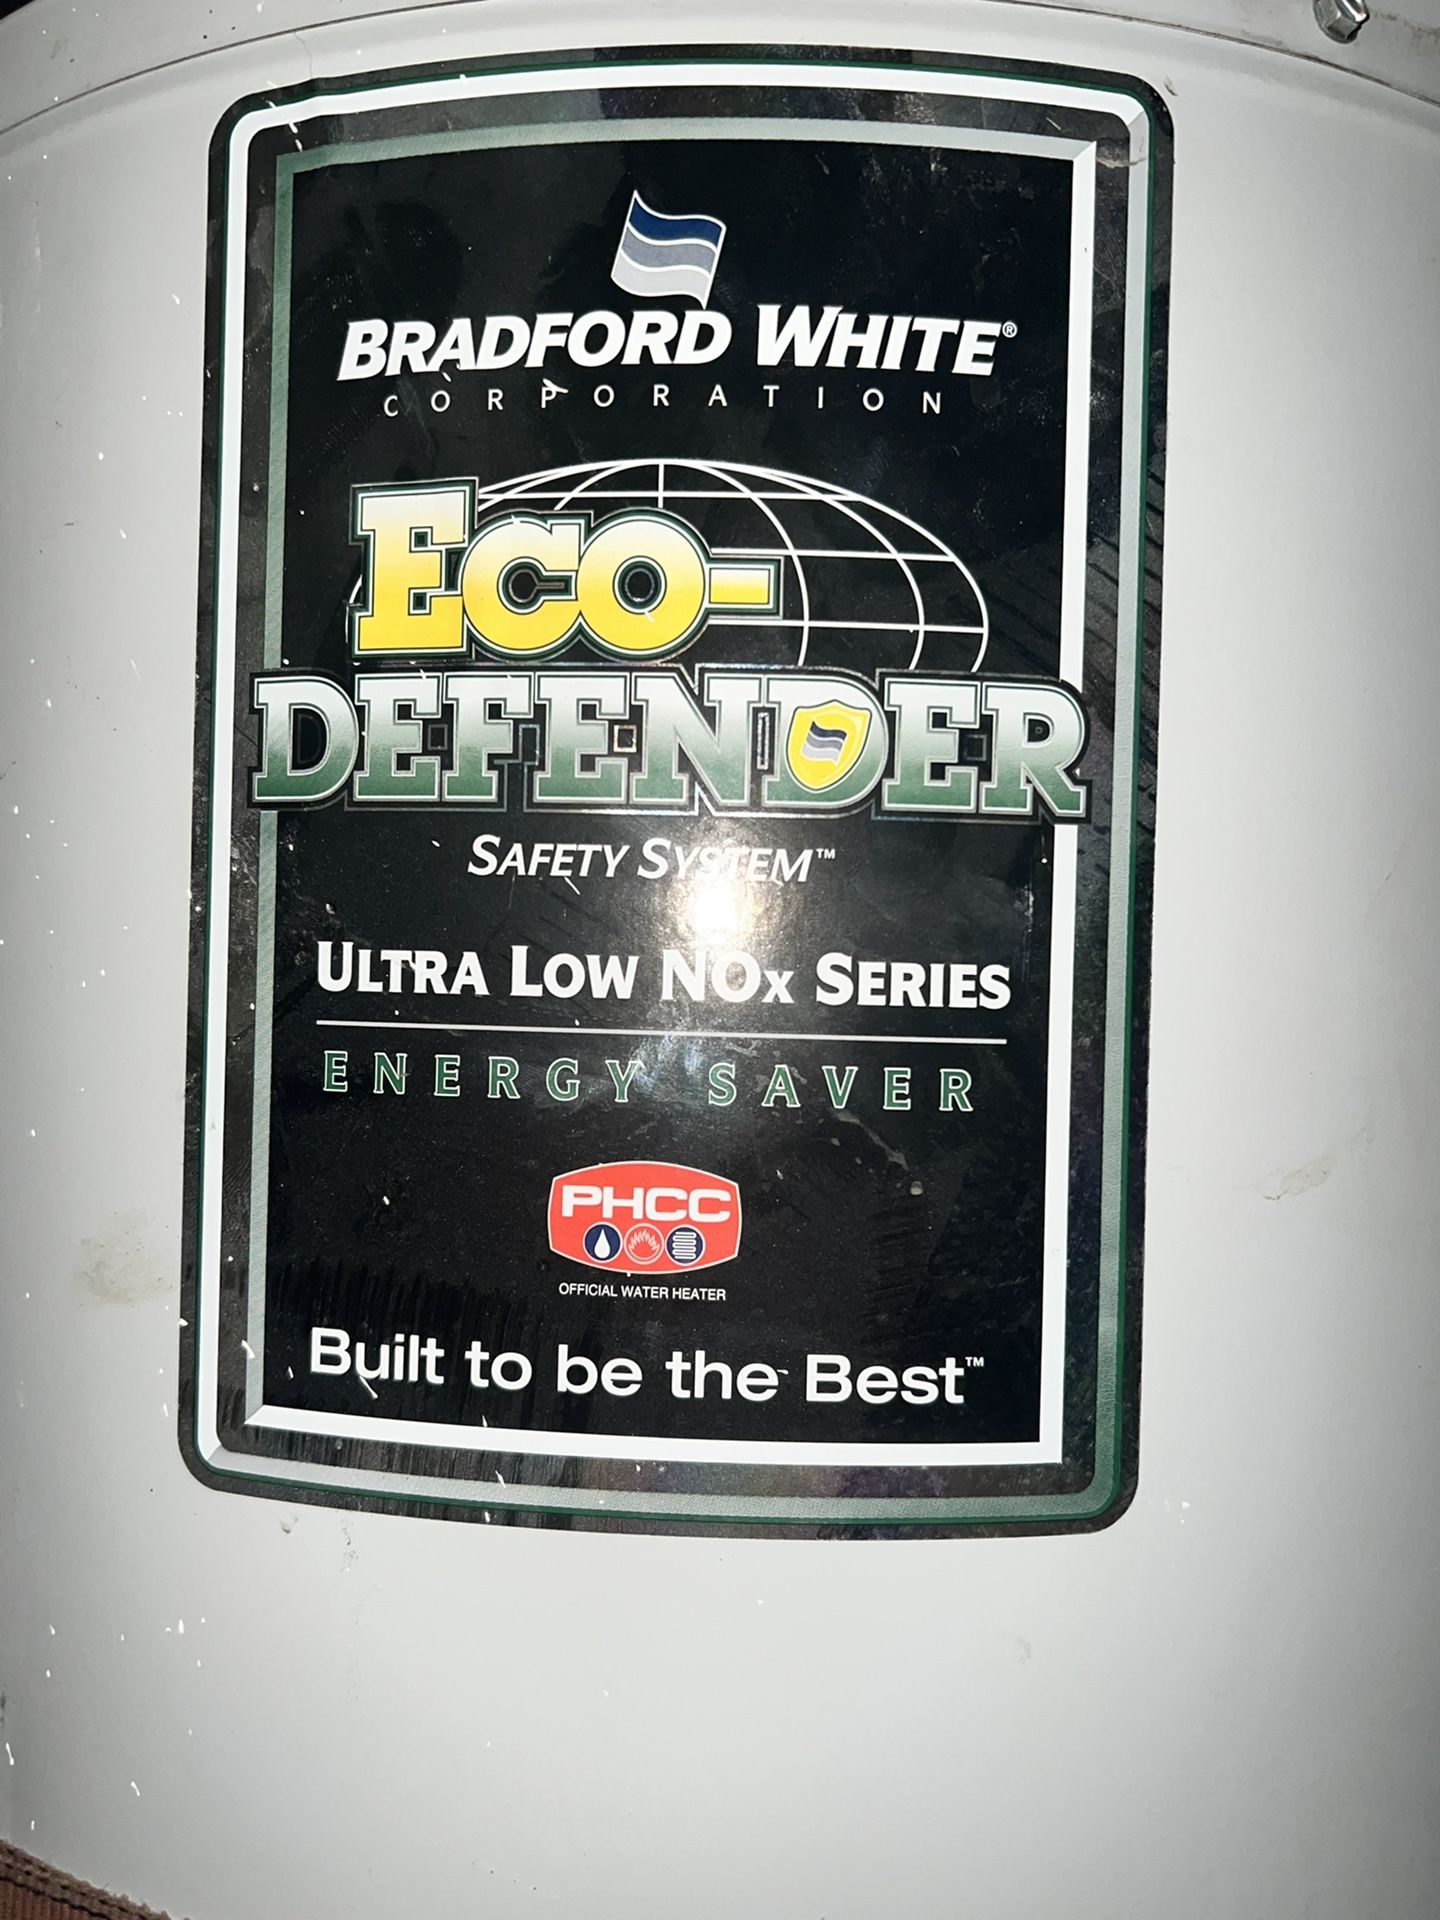 BRADFORD WHITE®
CORPORATION
ECO-
DEFENDER
SAFETY SYSTEM™
ULTRA LOW NOx SERIES
ENERGY SAVER
PHCC
OFFICIAL WATER HEATER
Built to be the Best™